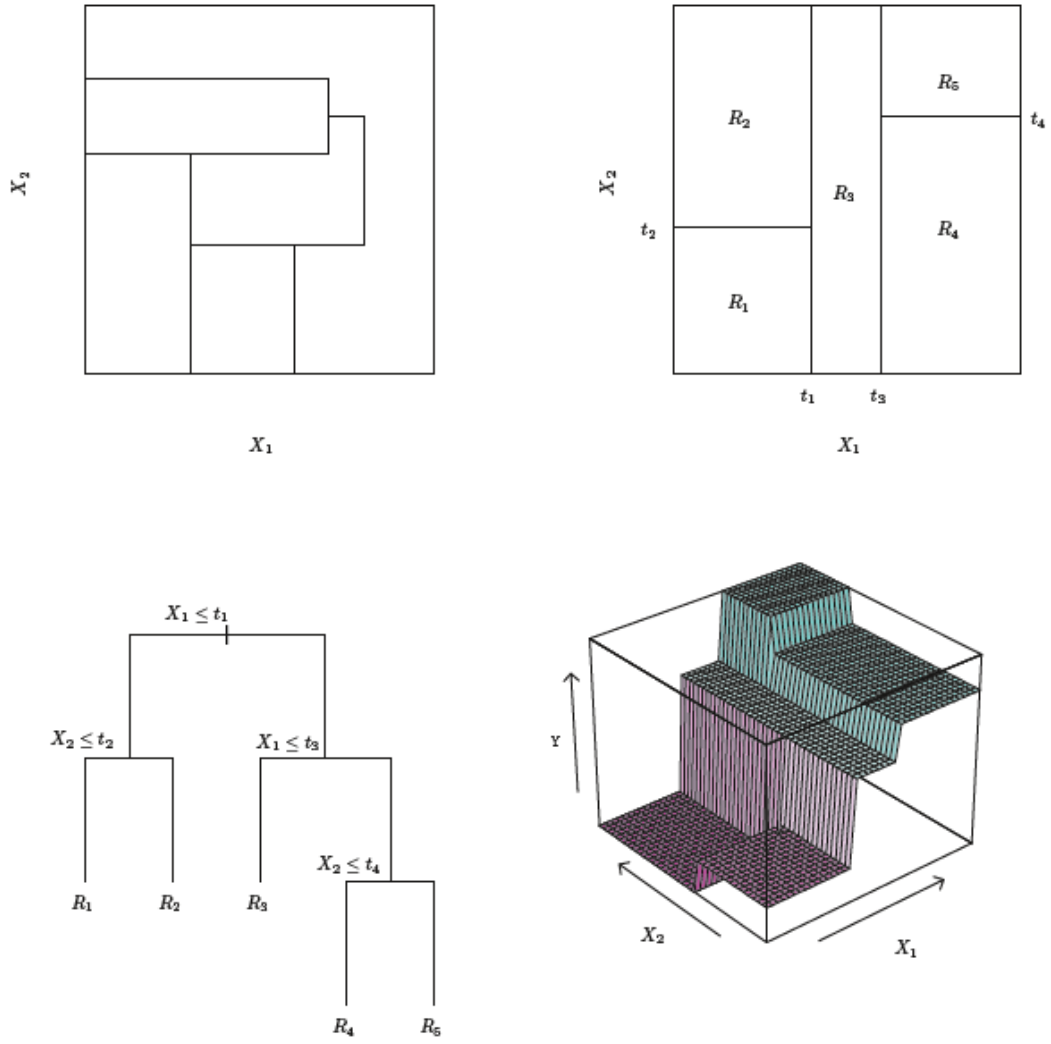 X₂
X₁
X₂
R₂
R₅
t₄
R₃
t₂
R₄
R₁
t₁
t₃
X₁
X₁ ≤ t₁
X₂ ≤ t₂
X₁ ≤ t₃
X₂ ≤ t₄
R₁
R₂
R₃
R₄
R₅
Y
X₂
X₁